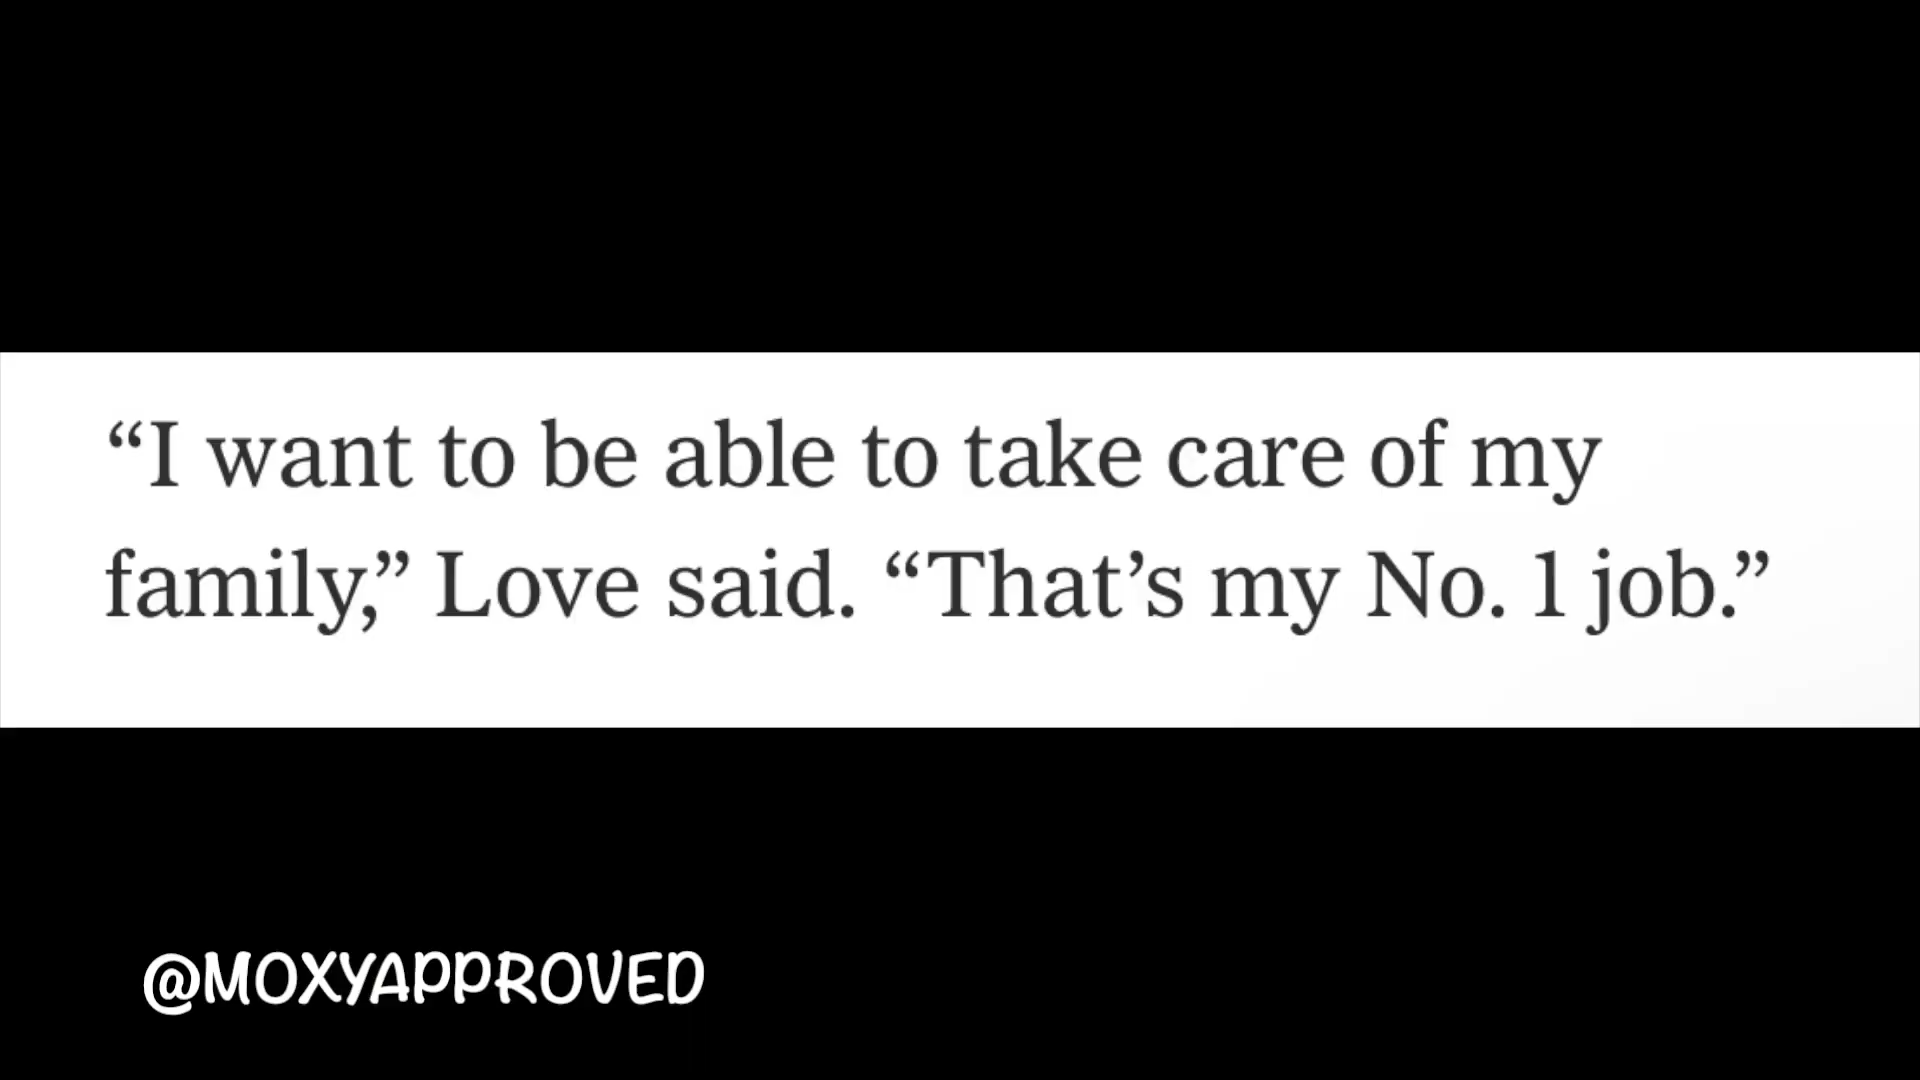 “I want to be able to take care of my
family,” Love said. “That’s my No. 1 job.”
@MOXYAPPROVED